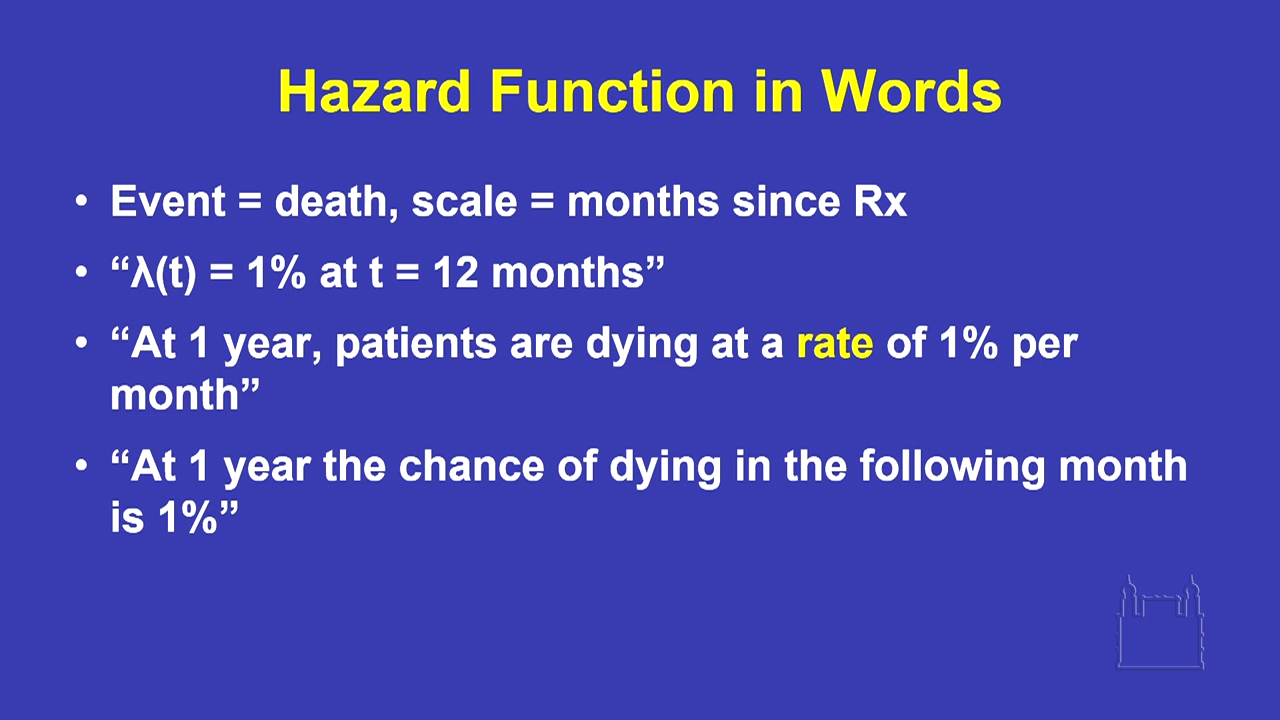 Hazard Function in Words
• Event = death, scale = months since Rx
• “λ(t) = 1% at t = 12 months”
• “At 1 year, patients are dying at a rate of 1% per
month”
• “At 1 year the chance of dying in the following month
is 1%”